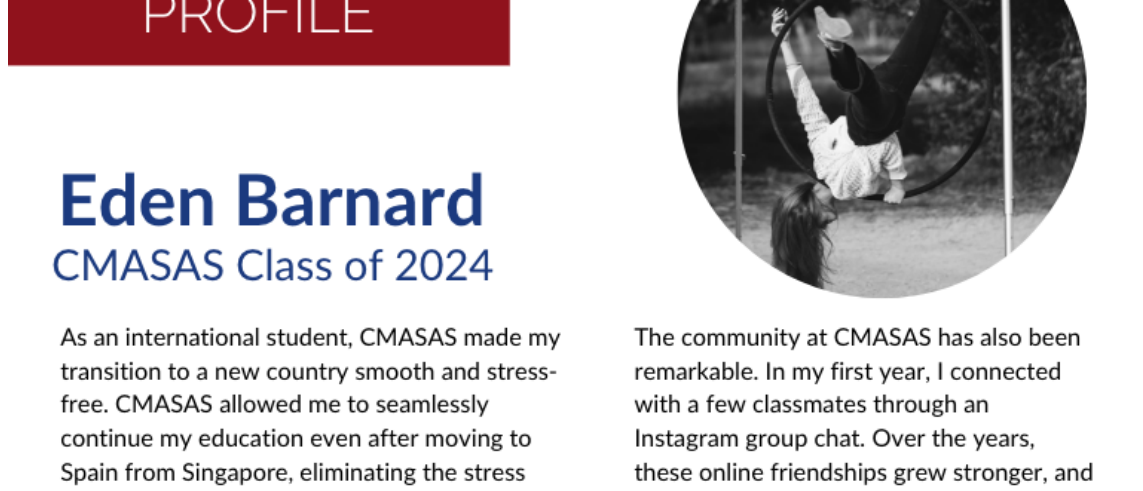 PROFILE
Eden Barnard
CMASAS Class of 2024
As an international student, CMASAS made my
transition to a new country smooth and stress-
free. CMASAS allowed me to seamlessly
continue my education even after moving to
Spain from Singapore, eliminating the stress
The community at CMASAS has also been
remarkable. In my first year, I connected
with a few classmates through an
Instagram group chat. Over the years,
these online friendships grew stronger, and